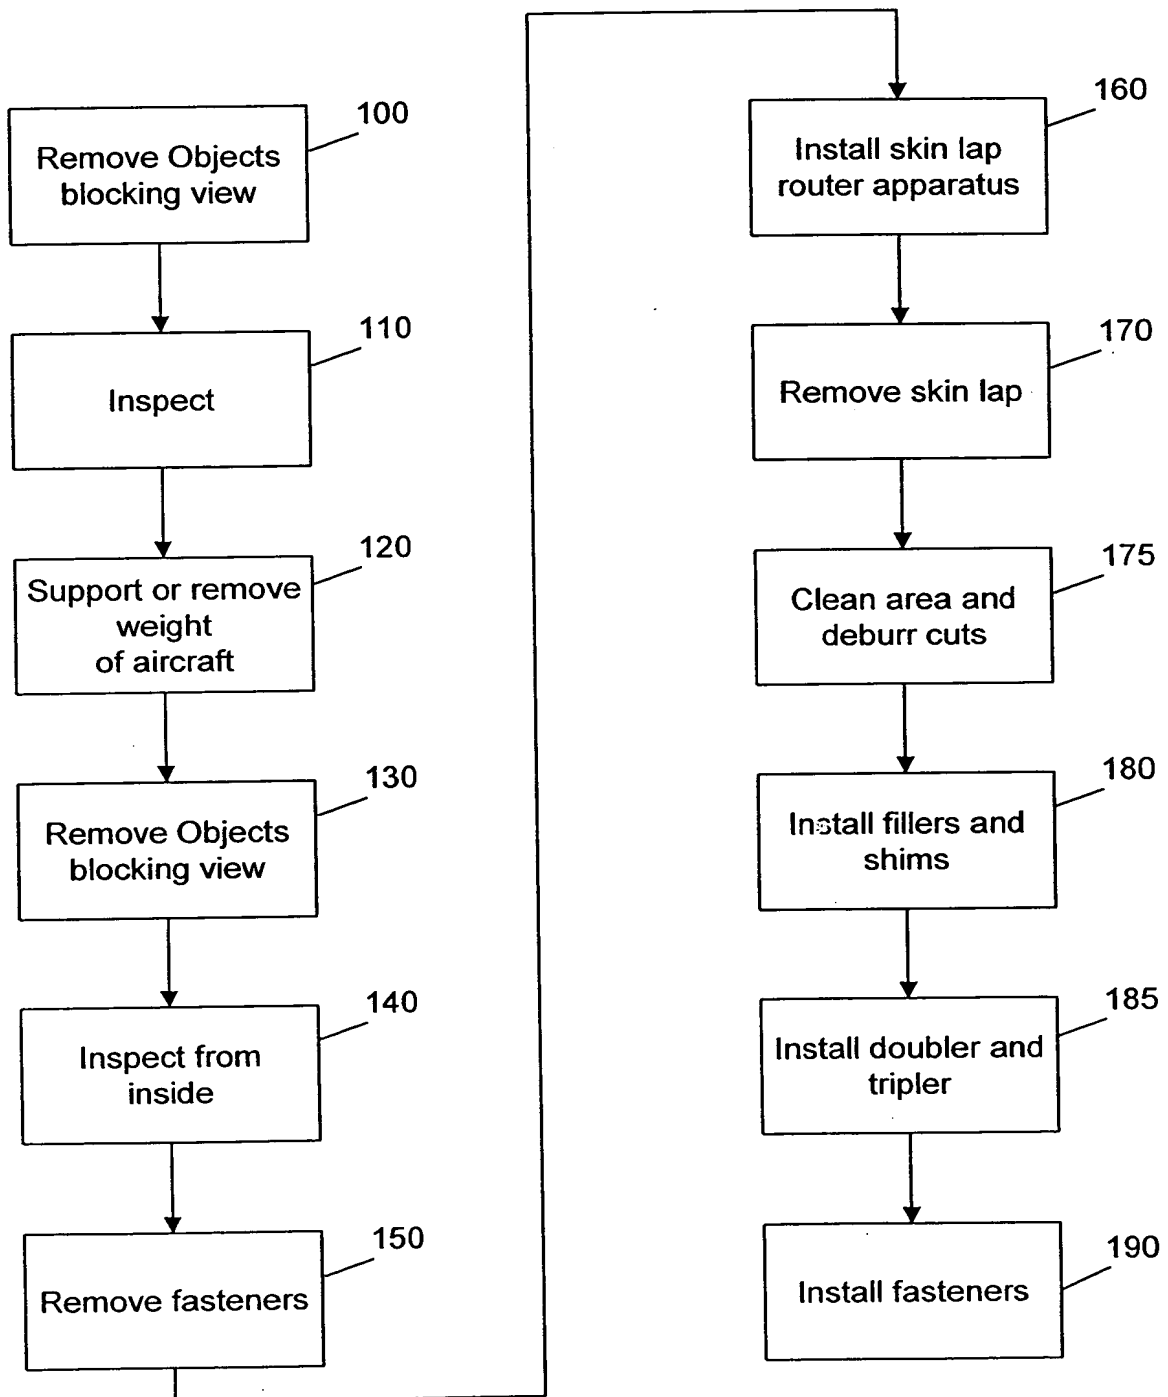 100
Remove Objects
blocking view
110
Inspect
120
Support or remove
weight
of aircraft
130
Remove Objects
blocking view
140
Inspect from
inside
150
Remove fasteners
160
Install skin lap
router apparatus
170
Remove skin lap
175
Clean area and
deburr cuts
180
Install fillers and
shims
185
Install doubler and
tripler
190
Install fasteners